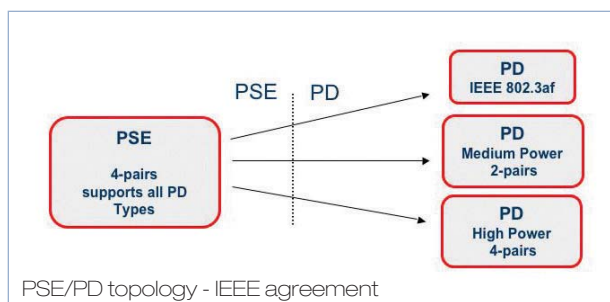 PSE
4-pairs
supports all PD
Types
PSE
PD
PD
IEEE 802.3af
PD
Medium Power
2-pairs
PD
High Power
4-pairs
PSE/PD topology - IEEE agreement